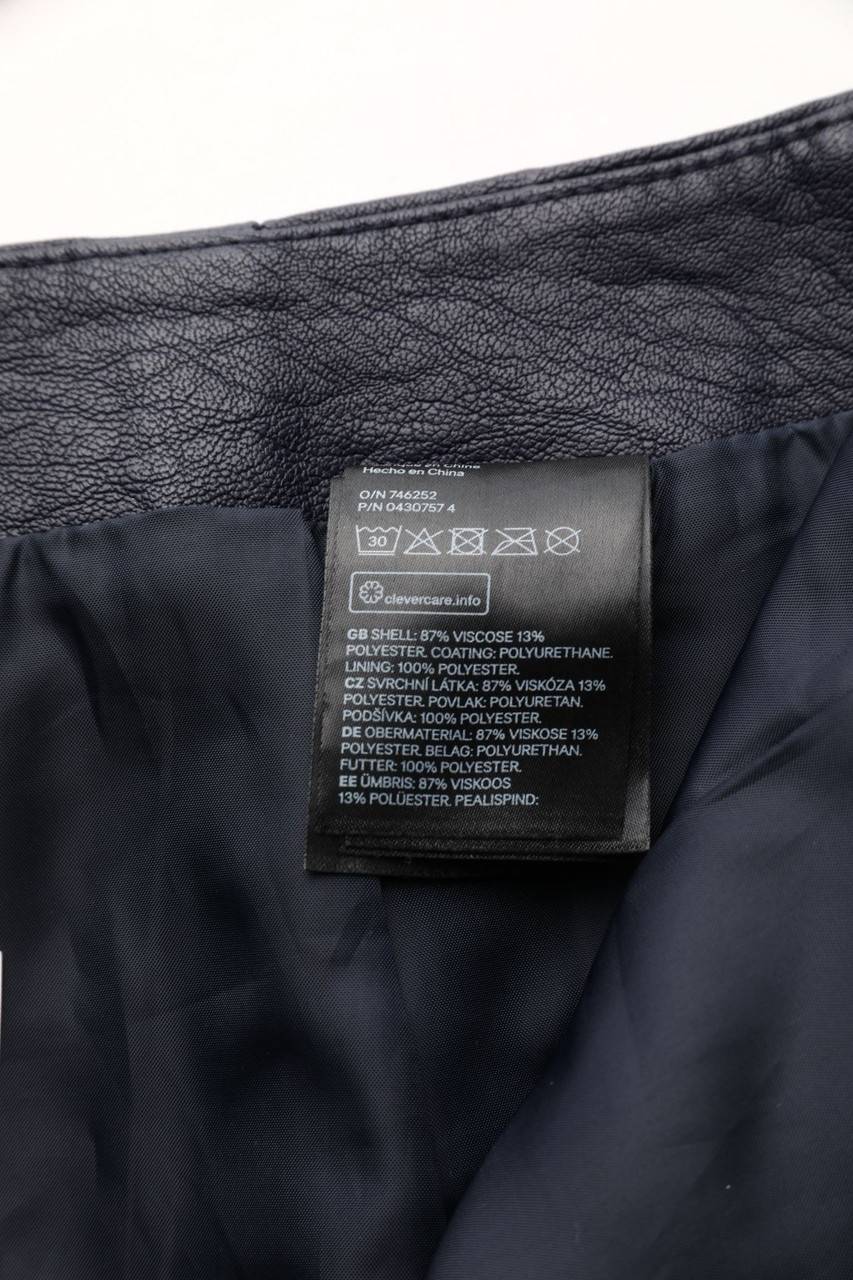 Hecho en China
O/N 746252
P/N 0430757 4
30
clevercare.info
GB SHELL: 87% VISCOSE 13%
POLYESTER. COATING: POLYURETHANE.
LINING: 100% POLYESTER.
CZ SVRCHNÍ LÁTKA: 87% VISKÓZA 13%
POLYESTER. POVLAK: POLYURETAN.
PODŠÍVKA: 100% POLYESTER.
DE OBERMATERIAL: 87% VISKOSE 13%
POLYESTER. BELAG: POLYURETHAN.
FUTTER: 100% POLYESTER.
EE ÜMBRIS: 87% VISKOOS
13% POLÜESTER. PEALISPIND: